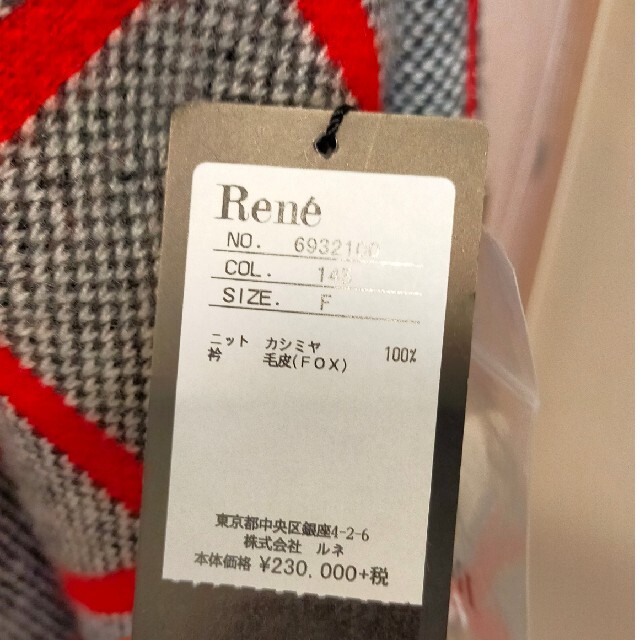 René
NO. 6932100
COL.
SIZE. F
ニット カシミヤ 100%
衿 毛皮(FOX)
東京都中央区銀座4-2-6
株式会社 ルネ
本体価格 ¥230,000+税